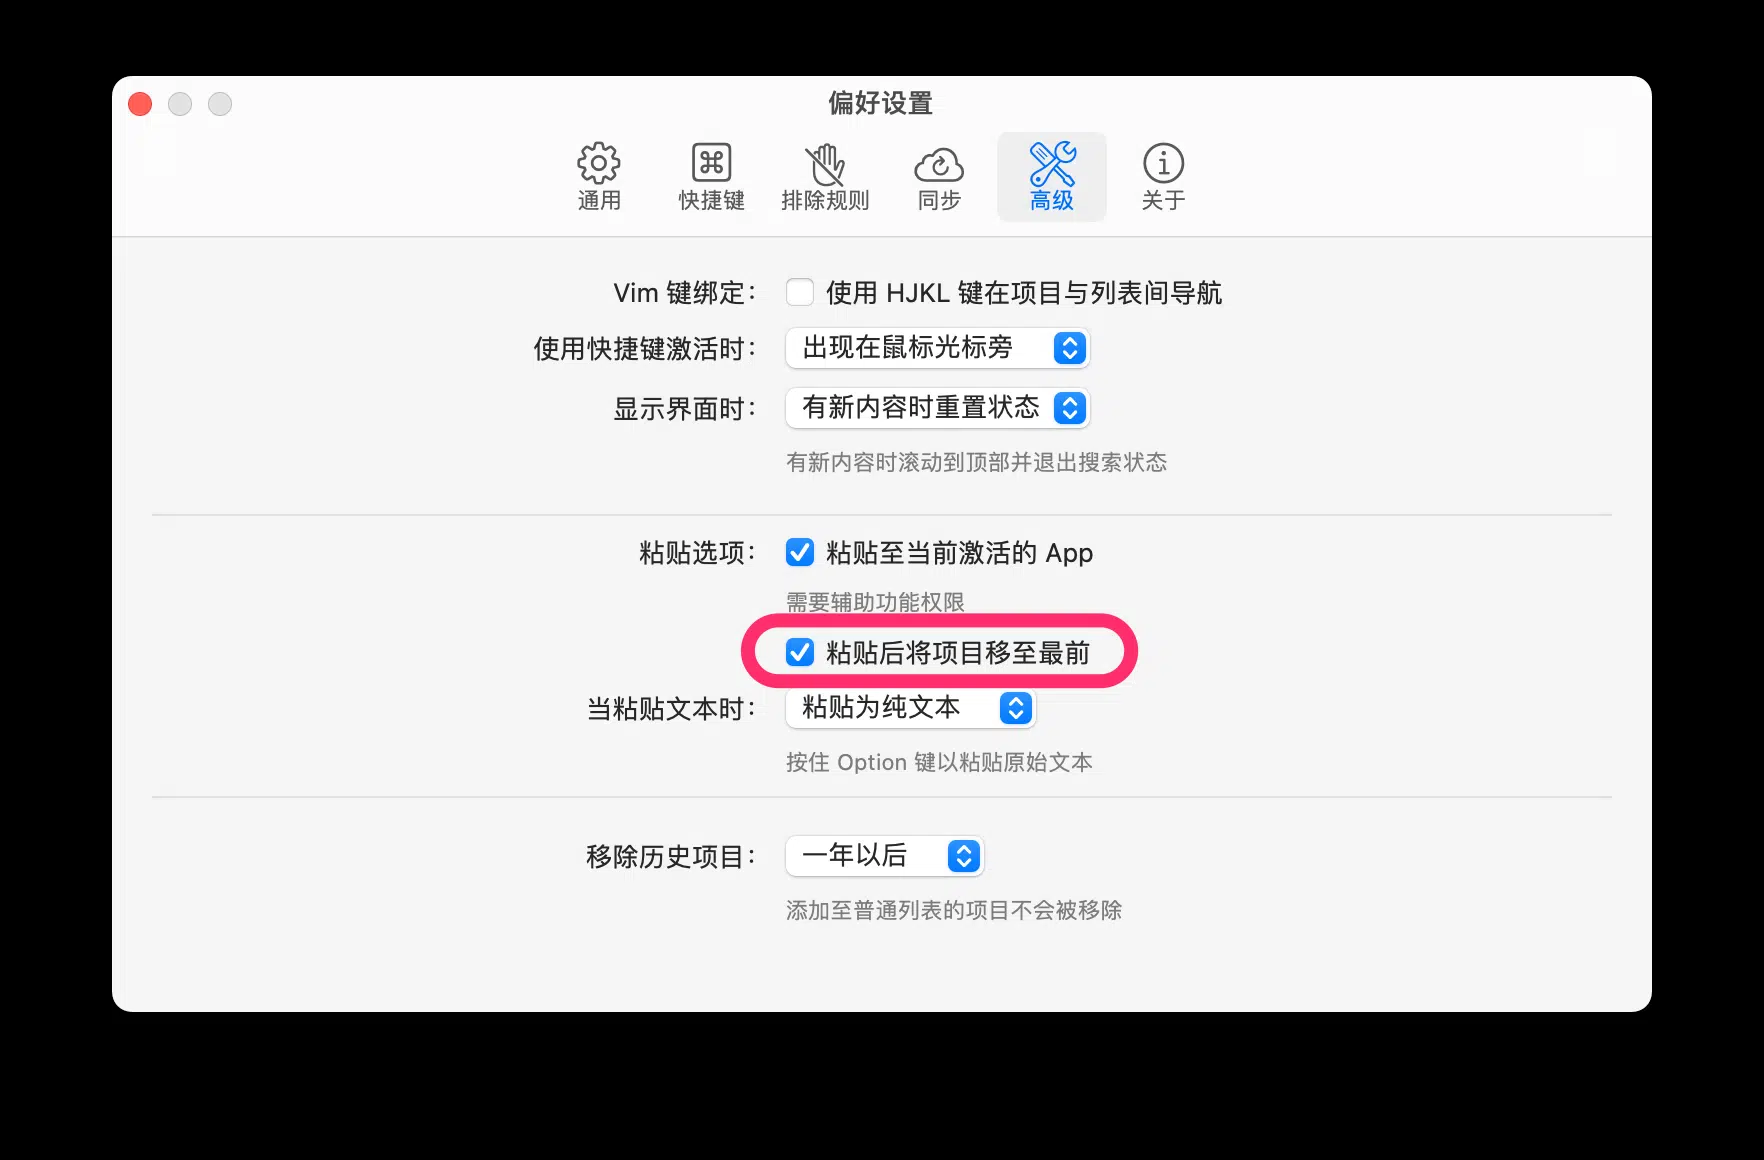 偏好设置
通用 快捷键 排除规则 同步 高级 关于
Vim 键绑定： 使用 HJKL 键在项目与列表间导航
使用快捷键激活时： 出现在鼠标光标旁
显示界面时： 有新内容时重置状态
有新内容时滚动到顶部并退出搜索状态
粘贴选项： 粘贴至当前激活的 App
需要辅助功能权限
粘贴后将项目移至最前
当粘贴文本时： 粘贴为纯文本
按住 Option 键以粘贴原始文本
移除历史项目： 一年以后
添加至普通列表的项目不会被移除